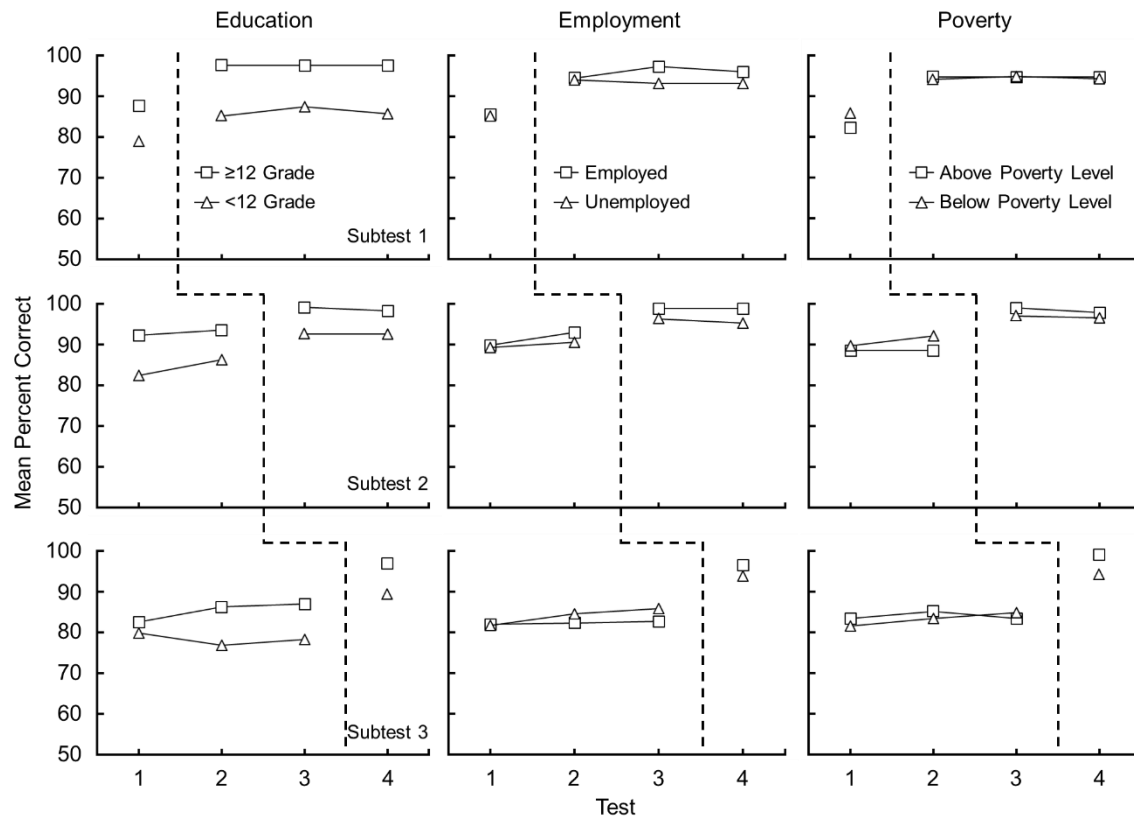 Education
Employment
Poverty
Mean Percent Correct
100
90
80
70
60
50
≥12 Grade
<12 Grade
Subtest 1
Employed
Unemployed
Above Poverty Level
Below Poverty Level
100
90
80
70
60
50
Subtest 2
100
90
80
70
60
50
Subtest 3
1 2 3 4
1 2 3 4
1 2 3 4
Test